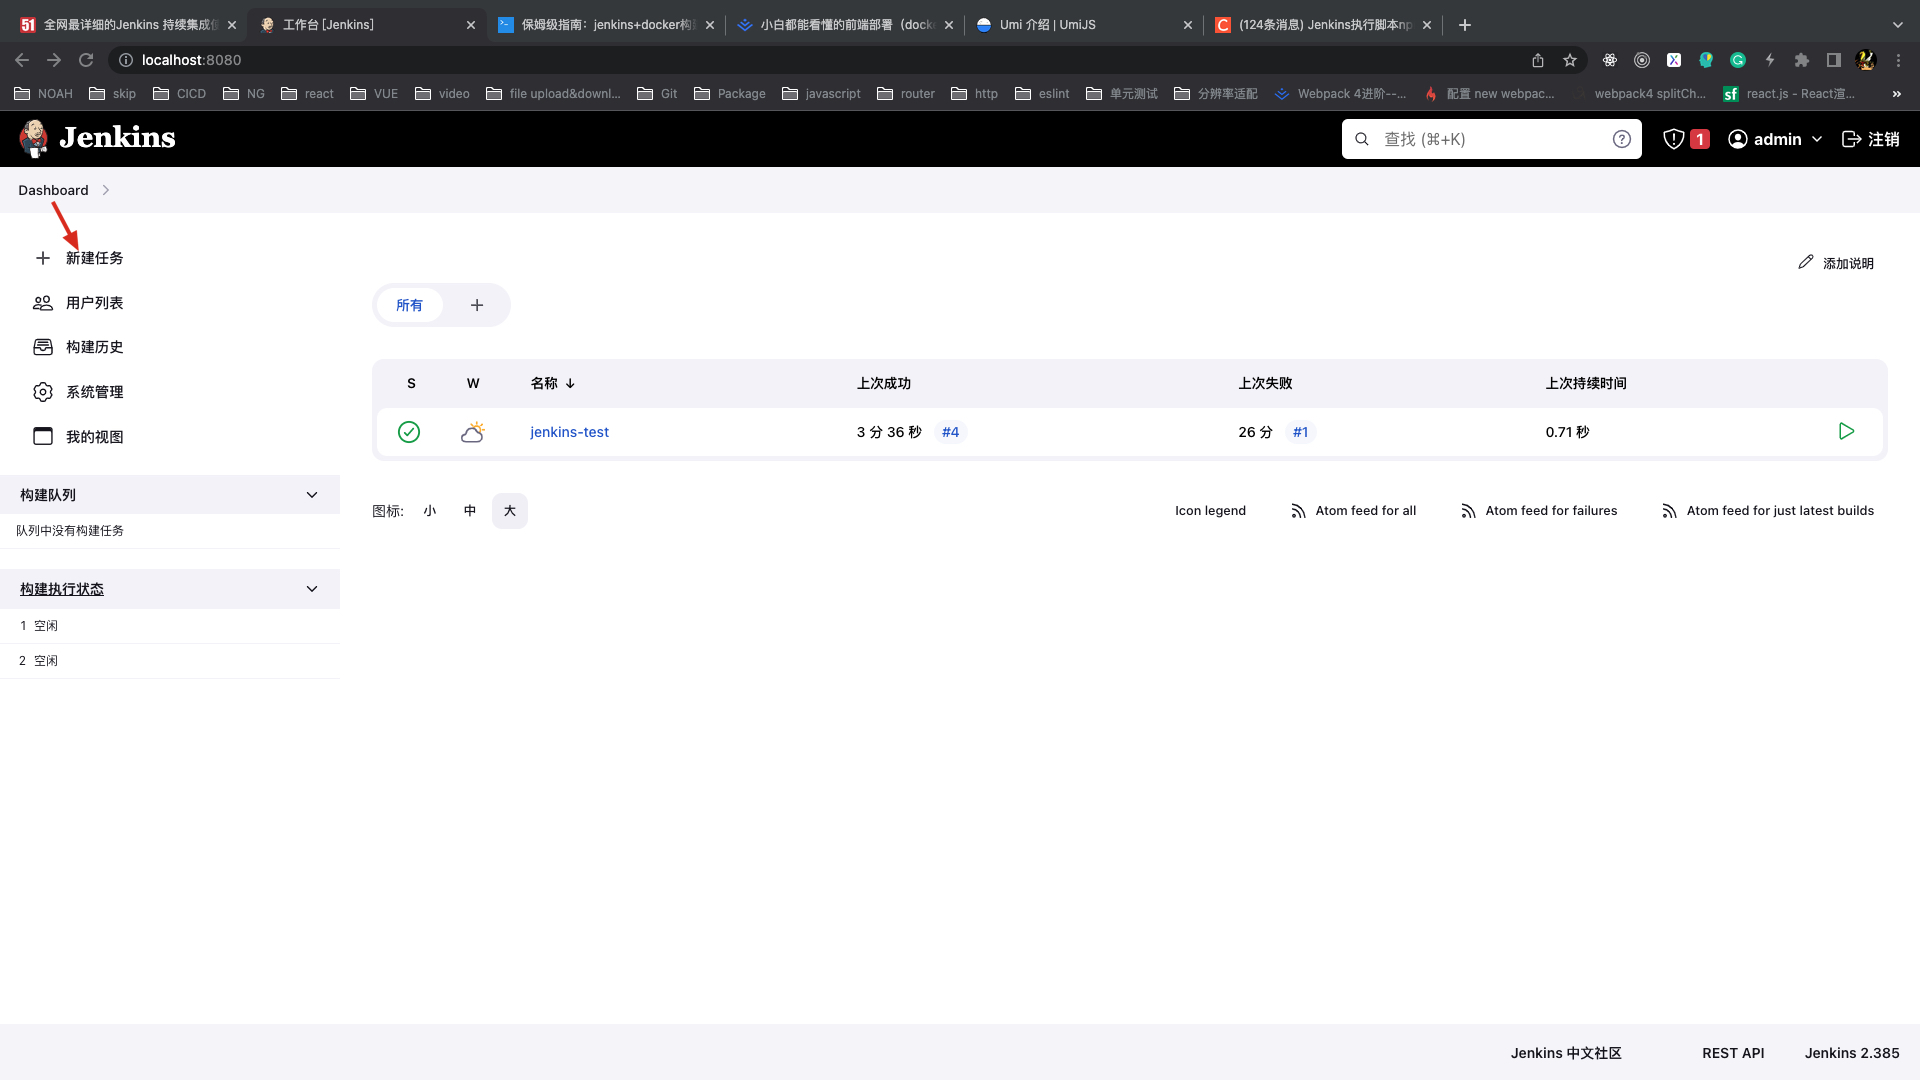 51 全网最详细的Jenkins 持续集成使
工作台 [Jenkins]
保姆级指南：jenkins+docker构
小白都能看懂的前端部署（dock
Umi 介绍 | UmiJS
C (124条消息) Jenkins执行脚本np
localhost:8080
NOAH
skip
CICD
NG
react
VUE
video
file upload&downl...
Git
Package
javascript
router
http
eslint
单元测试
分辨率适配
Webpack 4进阶--...
配置 new webpac...
webpack4 splitCh...
sf react.js - React渲...
»
Jenkins
查找 (⌘+K)
?
1
admin
注销
Dashboard
新建任务
添加说明
用户列表
所有
构建历史
系统管理
我的视图
S
W
名称 ↓
上次成功
上次失败
上次持续时间
jenkins-test
3 分 36 秒 #4
26 分 #1
0.71 秒
构建队列
队列中没有构建任务
图标: 小 中 大
Icon legend
Atom feed for all
Atom feed for failures
Atom feed for just latest builds
构建执行状态
1 空闲
2 空闲
Jenkins 中文社区
REST API
Jenkins 2.385